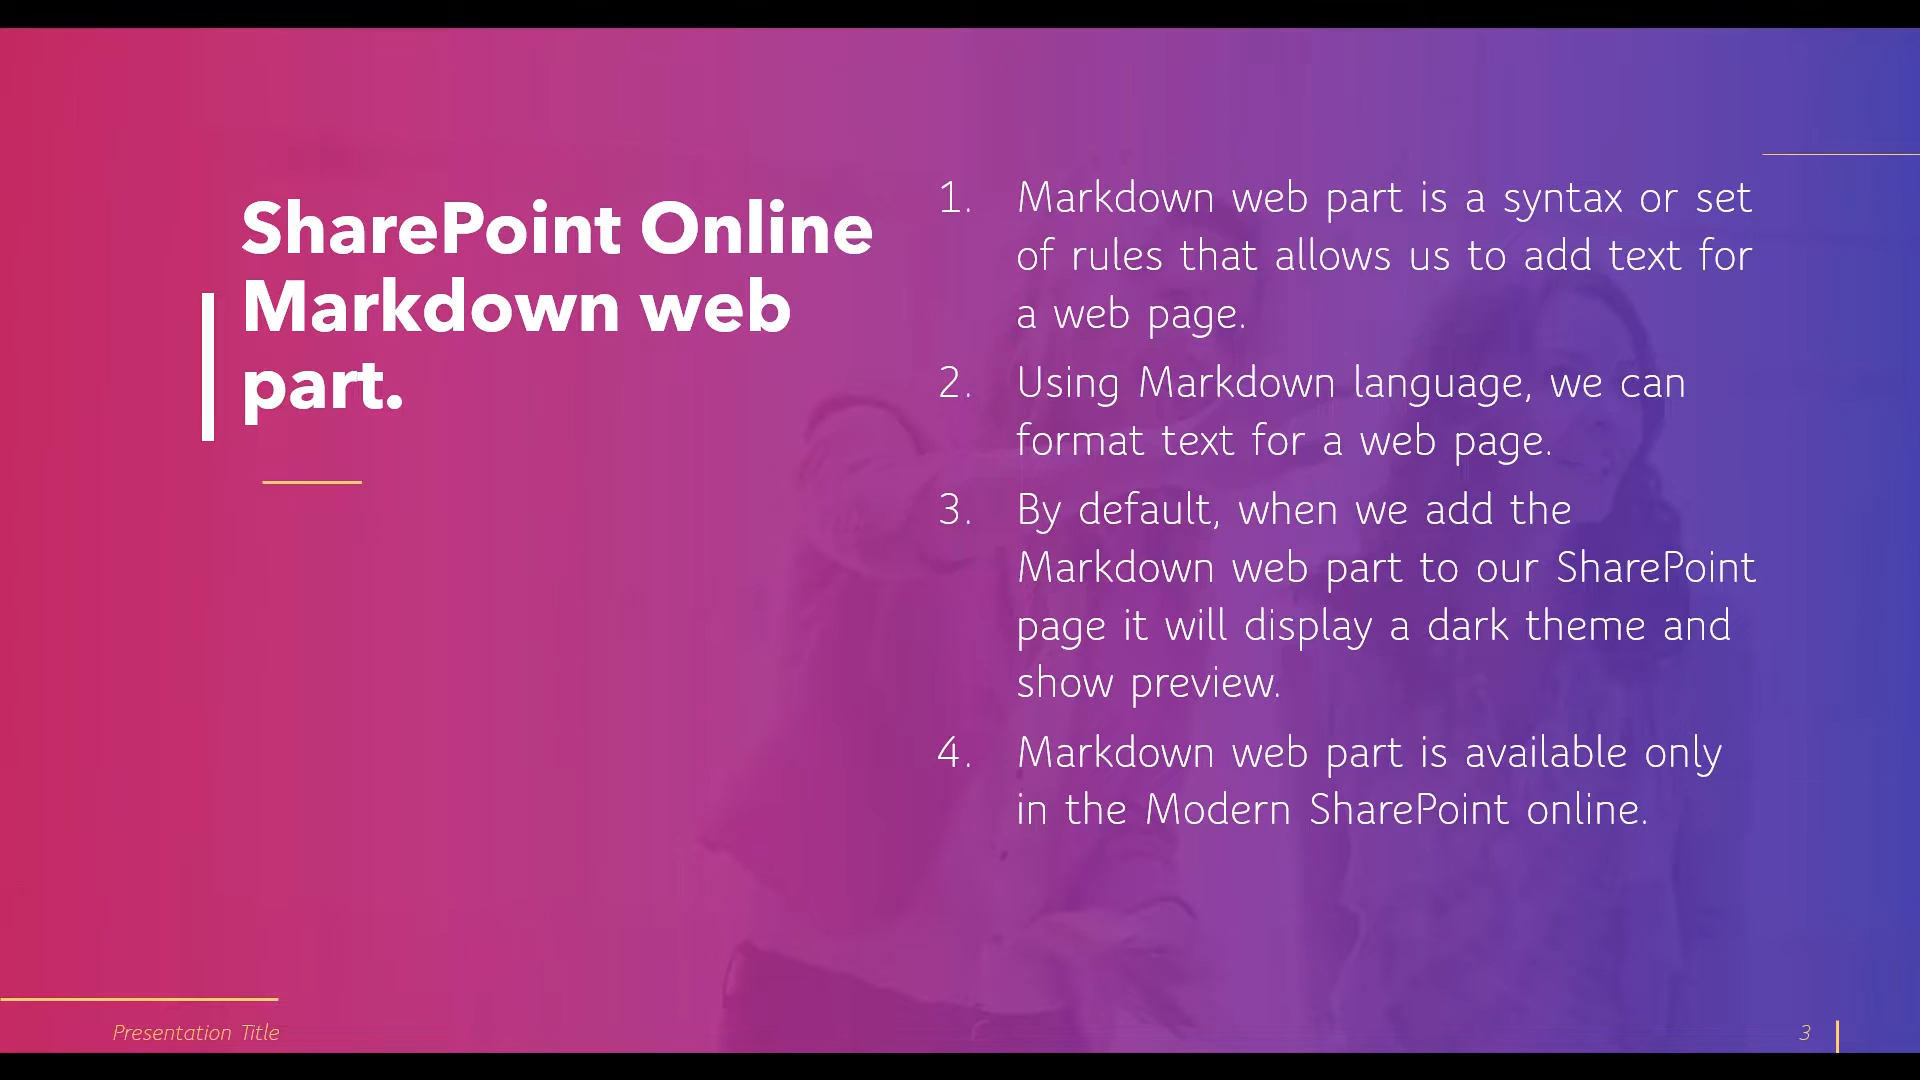 SharePoint Online
Markdown web
part.
1. Markdown web part is a syntax or set
of rules that allows us to add text for
a web page.
2. Using Markdown language, we can
format text for a web page.
3. By default, when we add the
Markdown web part to our SharePoint
page it will display a dark theme and
show preview.
4. Markdown web part is available only
in the Modern SharePoint online.
Presentation Title
3